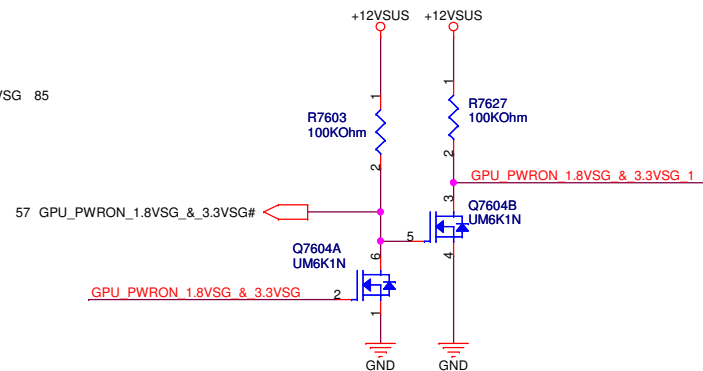 +12VSUS +12VSUS
VSG 85
1
1
R7603
100KOhm
R7627
100KOhm
2
2
GPU_PWRON_1.8VSG_&_3.3VSG_1
3
57 GPU_PWRON_1.8VSG_&_3.3VSG#
Q7604B
UM6K1N
5
4
Q7604A
UM6K1N
6
GPU_PWRON_1.8VSG_&_3.3VSG
2
1
GND GND